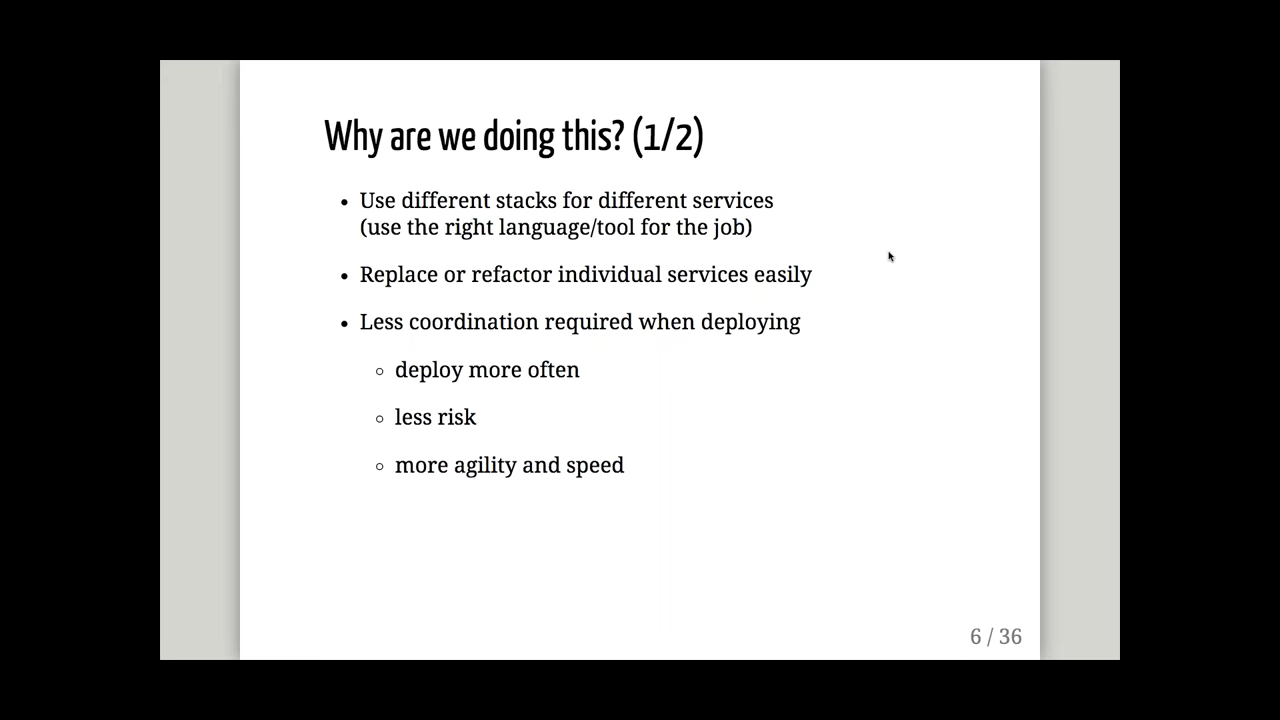 Why are we doing this? (1/2)
• Use different stacks for different services
(use the right language/tool for the job)
• Replace or refactor individual services easily
• Less coordination required when deploying
○ deploy more often
○ less risk
○ more agility and speed
6 / 36